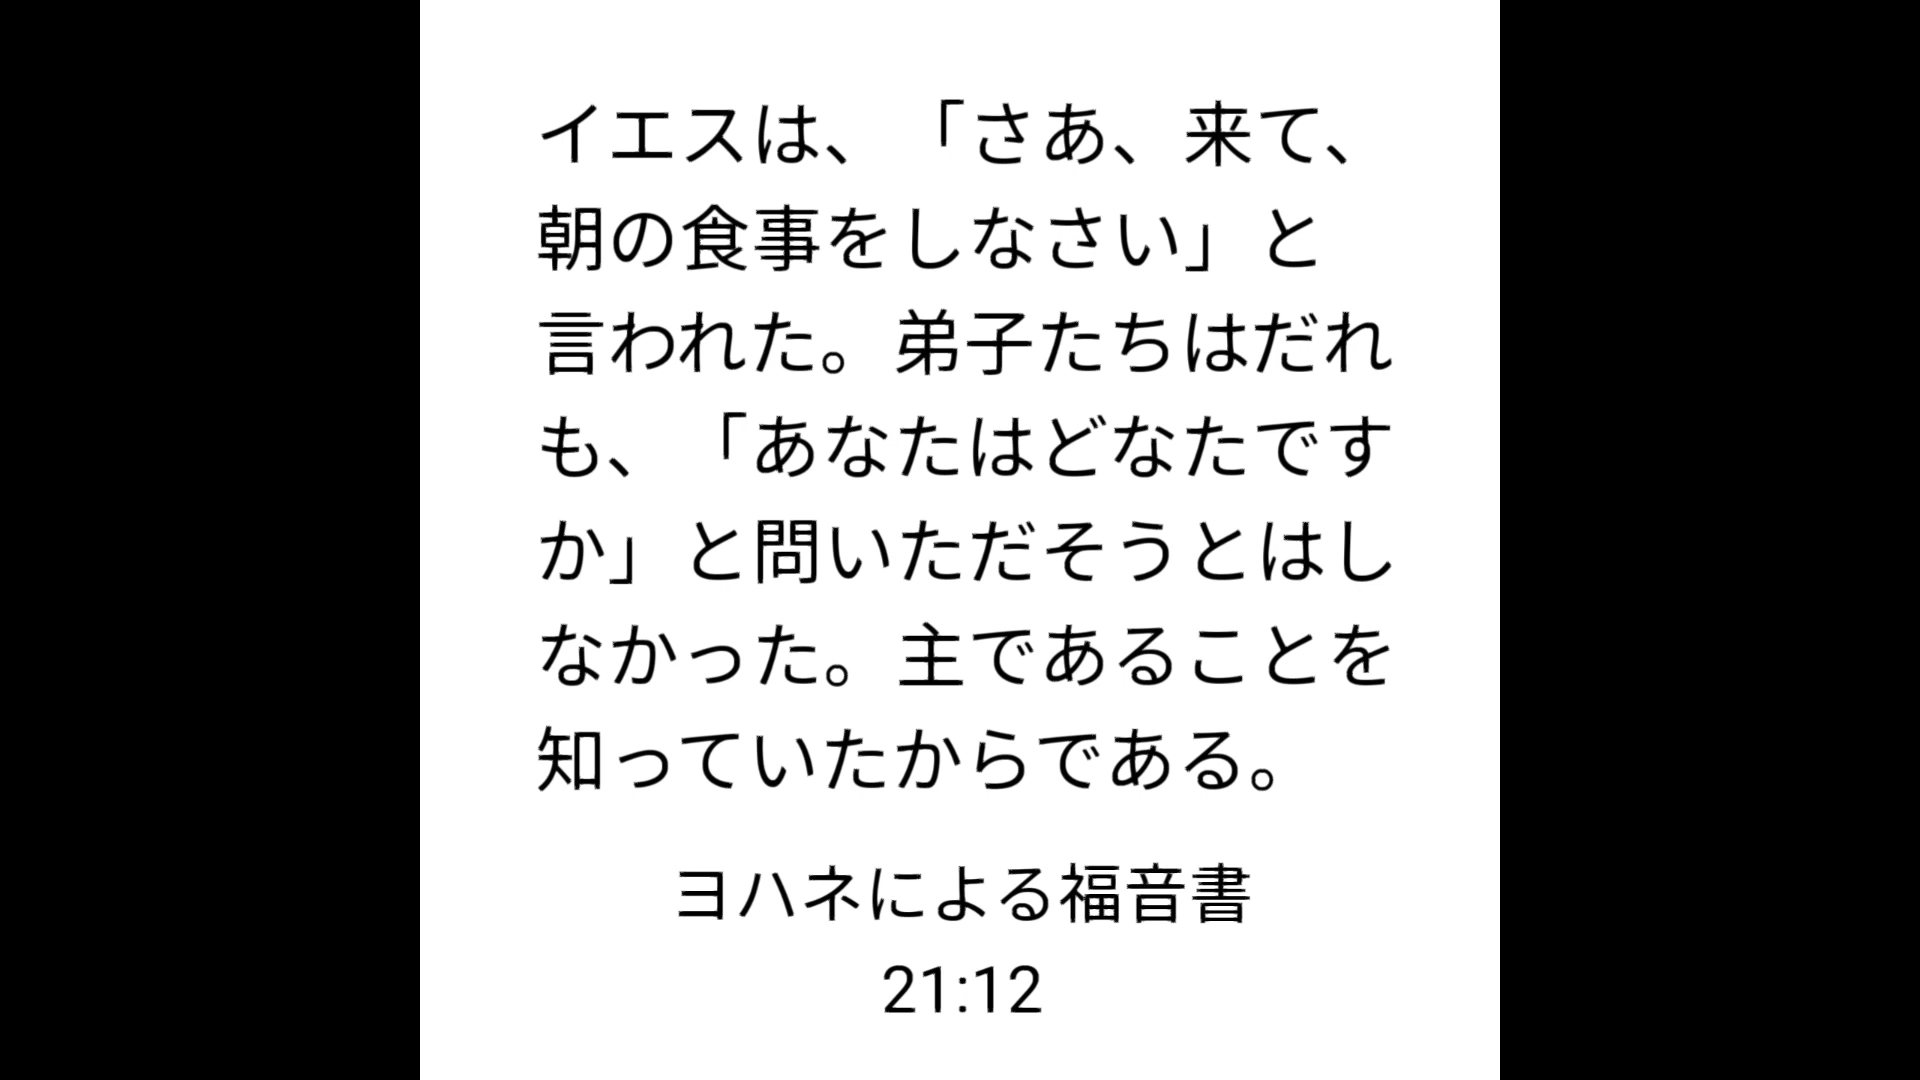 イエスは、「さあ、来て、
朝の食事をしなさい」と
言われた。弟子たちはだれ
も、「あなたはどなたです
か」と問いただそうとはし
なかった。主であることを
知っていたからである。
ヨハネによる福音書
21:12